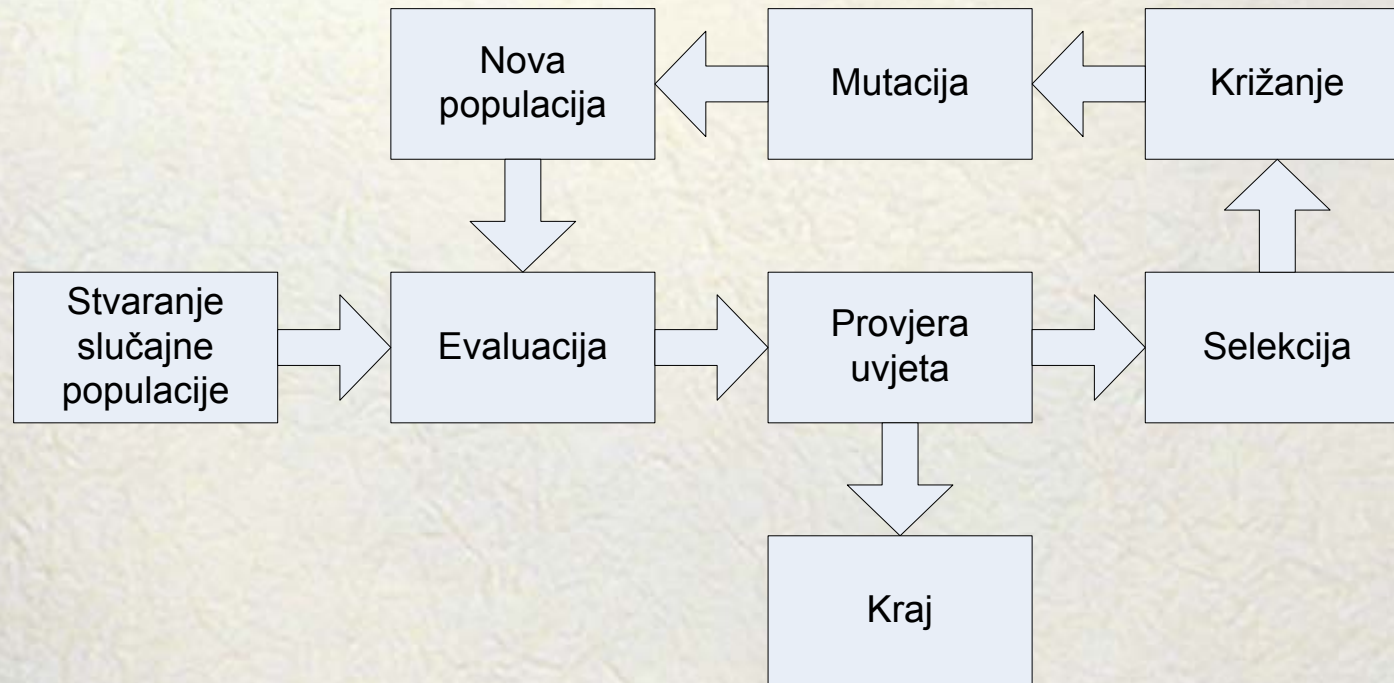 Nova
populacija
Mutacija
Križanje
Stvaranje
slučajne
populacije
Evaluacija
Provjera
uvjeta
Selekcija
Kraj